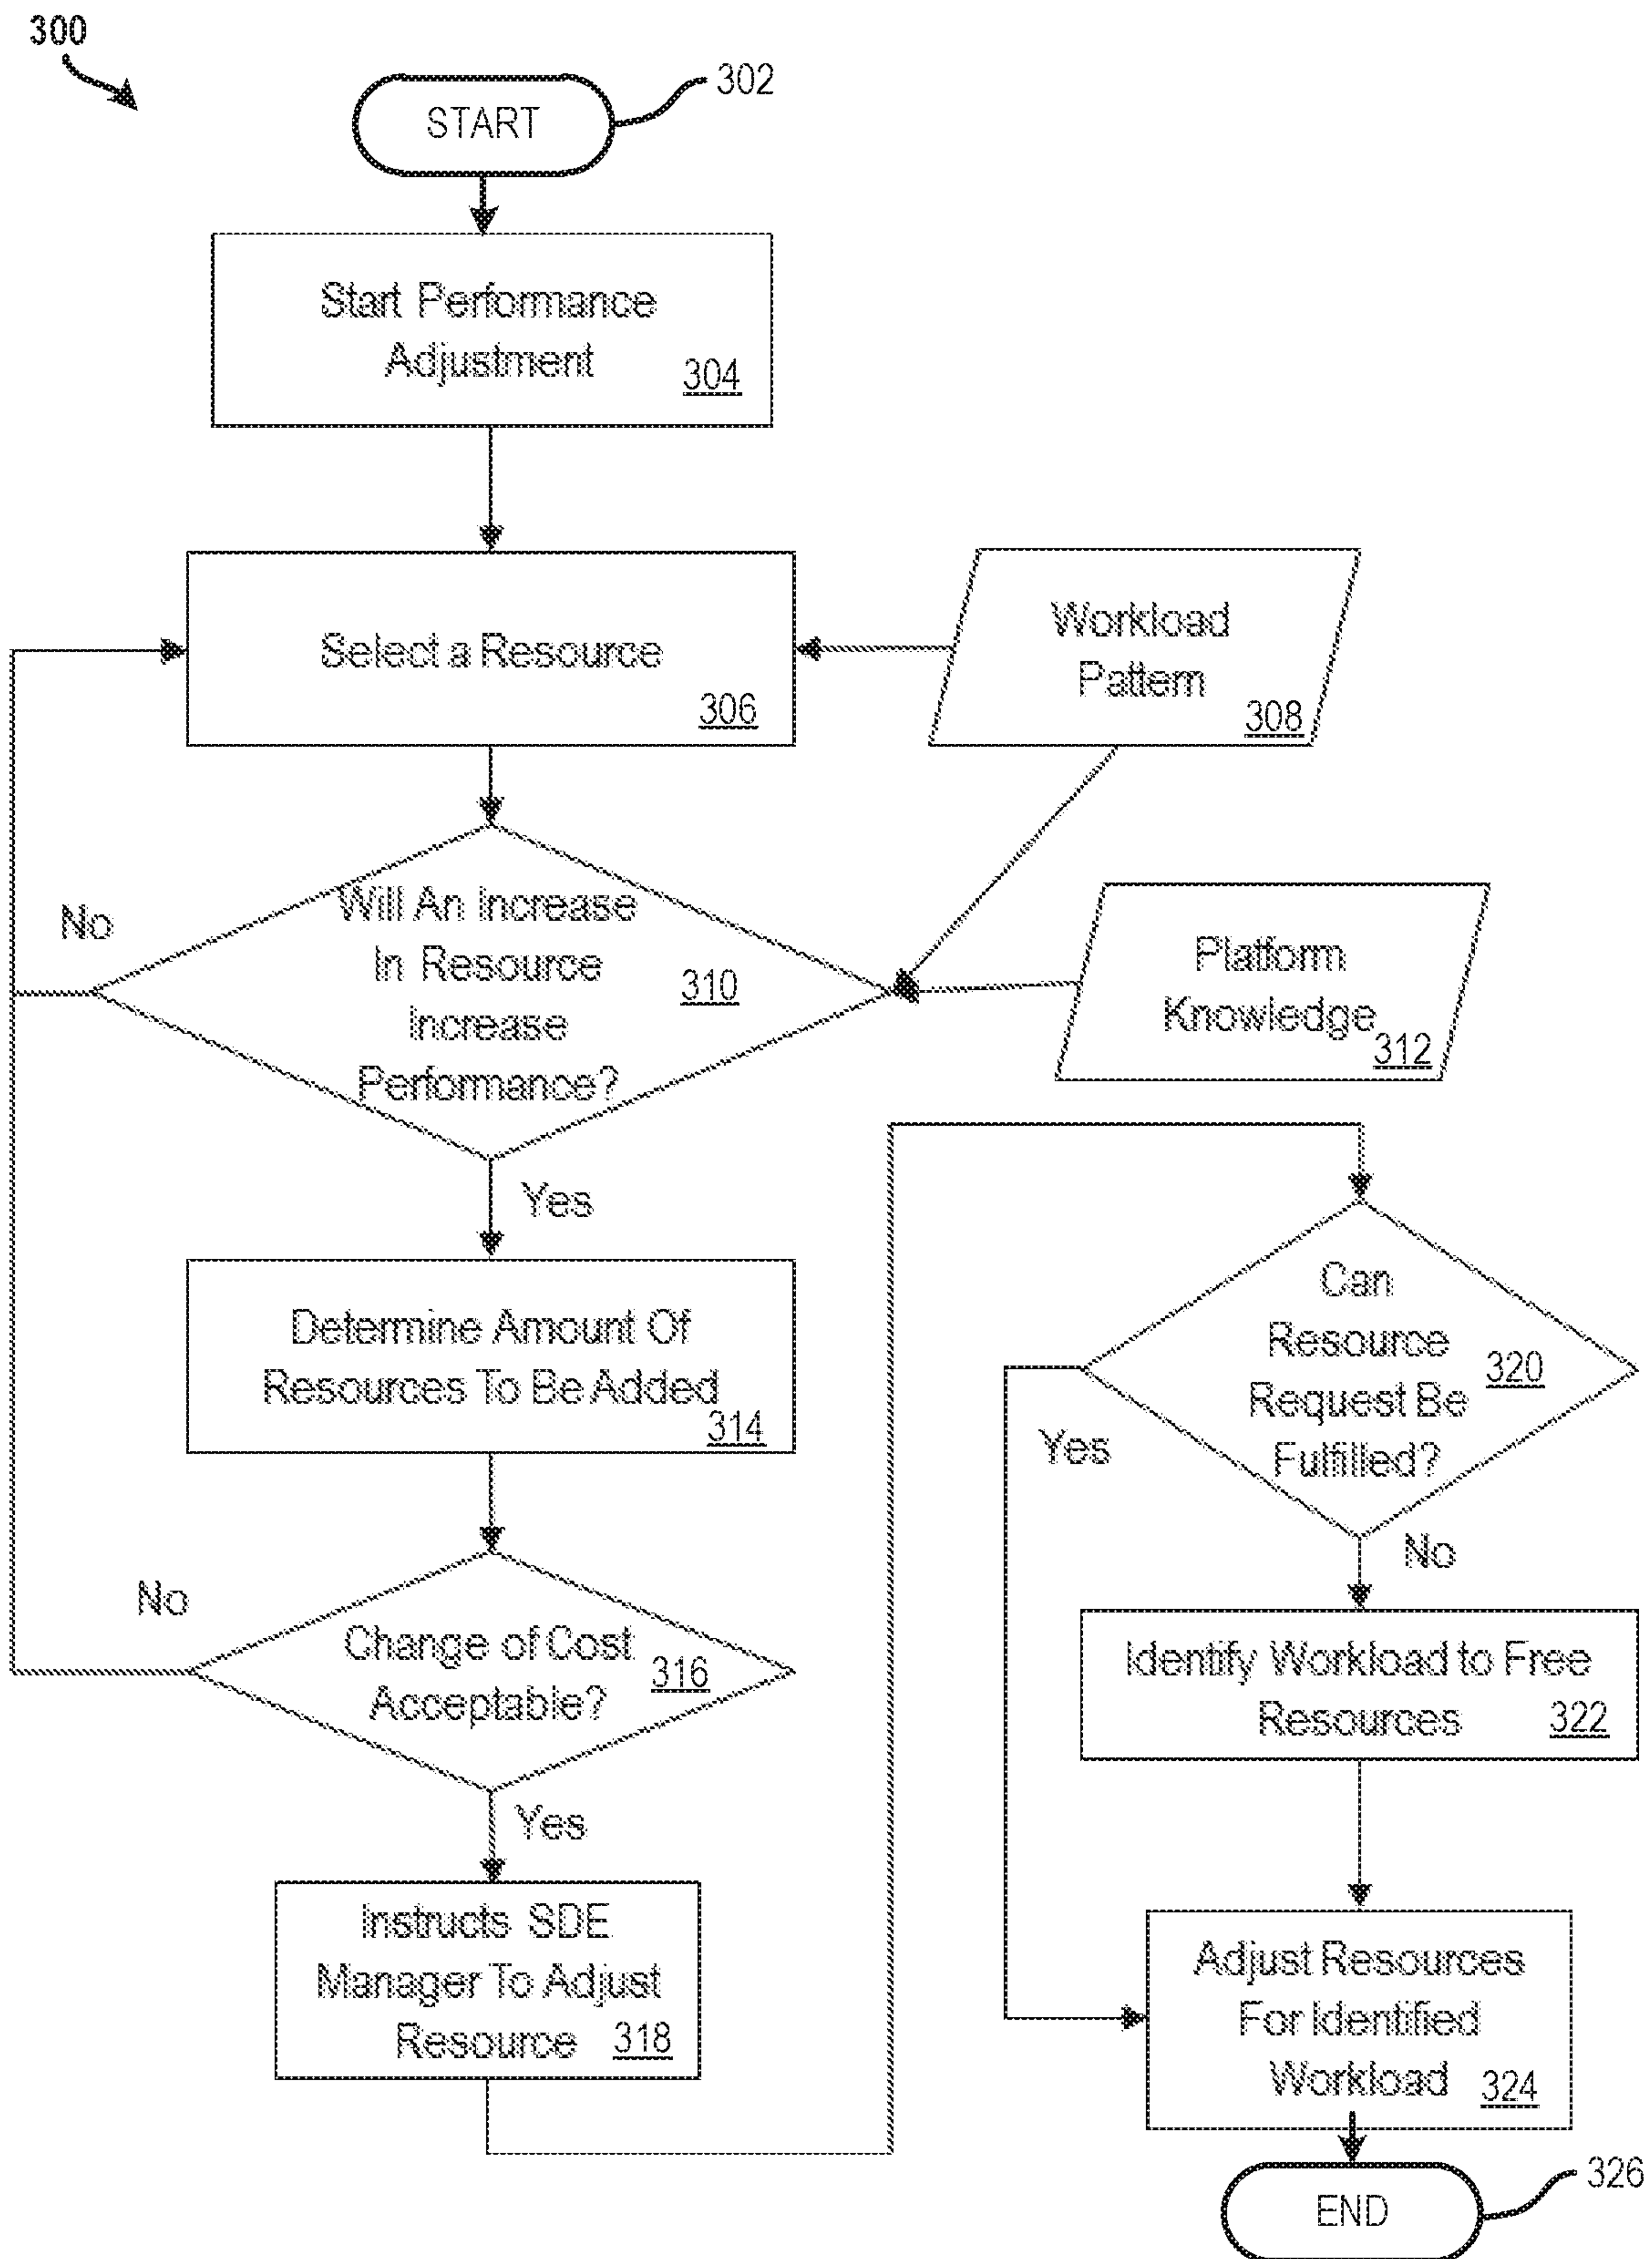 300
302
START
Start Performance
Adjustment
304
Select a Resource
306
Workload
Pattern
308
No
Will An Increase
In Resource
Increase
Performance?
310
Platform
Knowledge
312
Yes
Determine Amount Of
Resources To Be Added
314
No
Change of Cost
Acceptable?
316
Yes
Instructs SDE
Manager To Adjust
Resource
318
Can
Resource
Request Be
Fulfilled?
320
Yes
No
Identify Workload to Free
Resources
322
Adjust Resources
For Identified
Workload
324
END
326